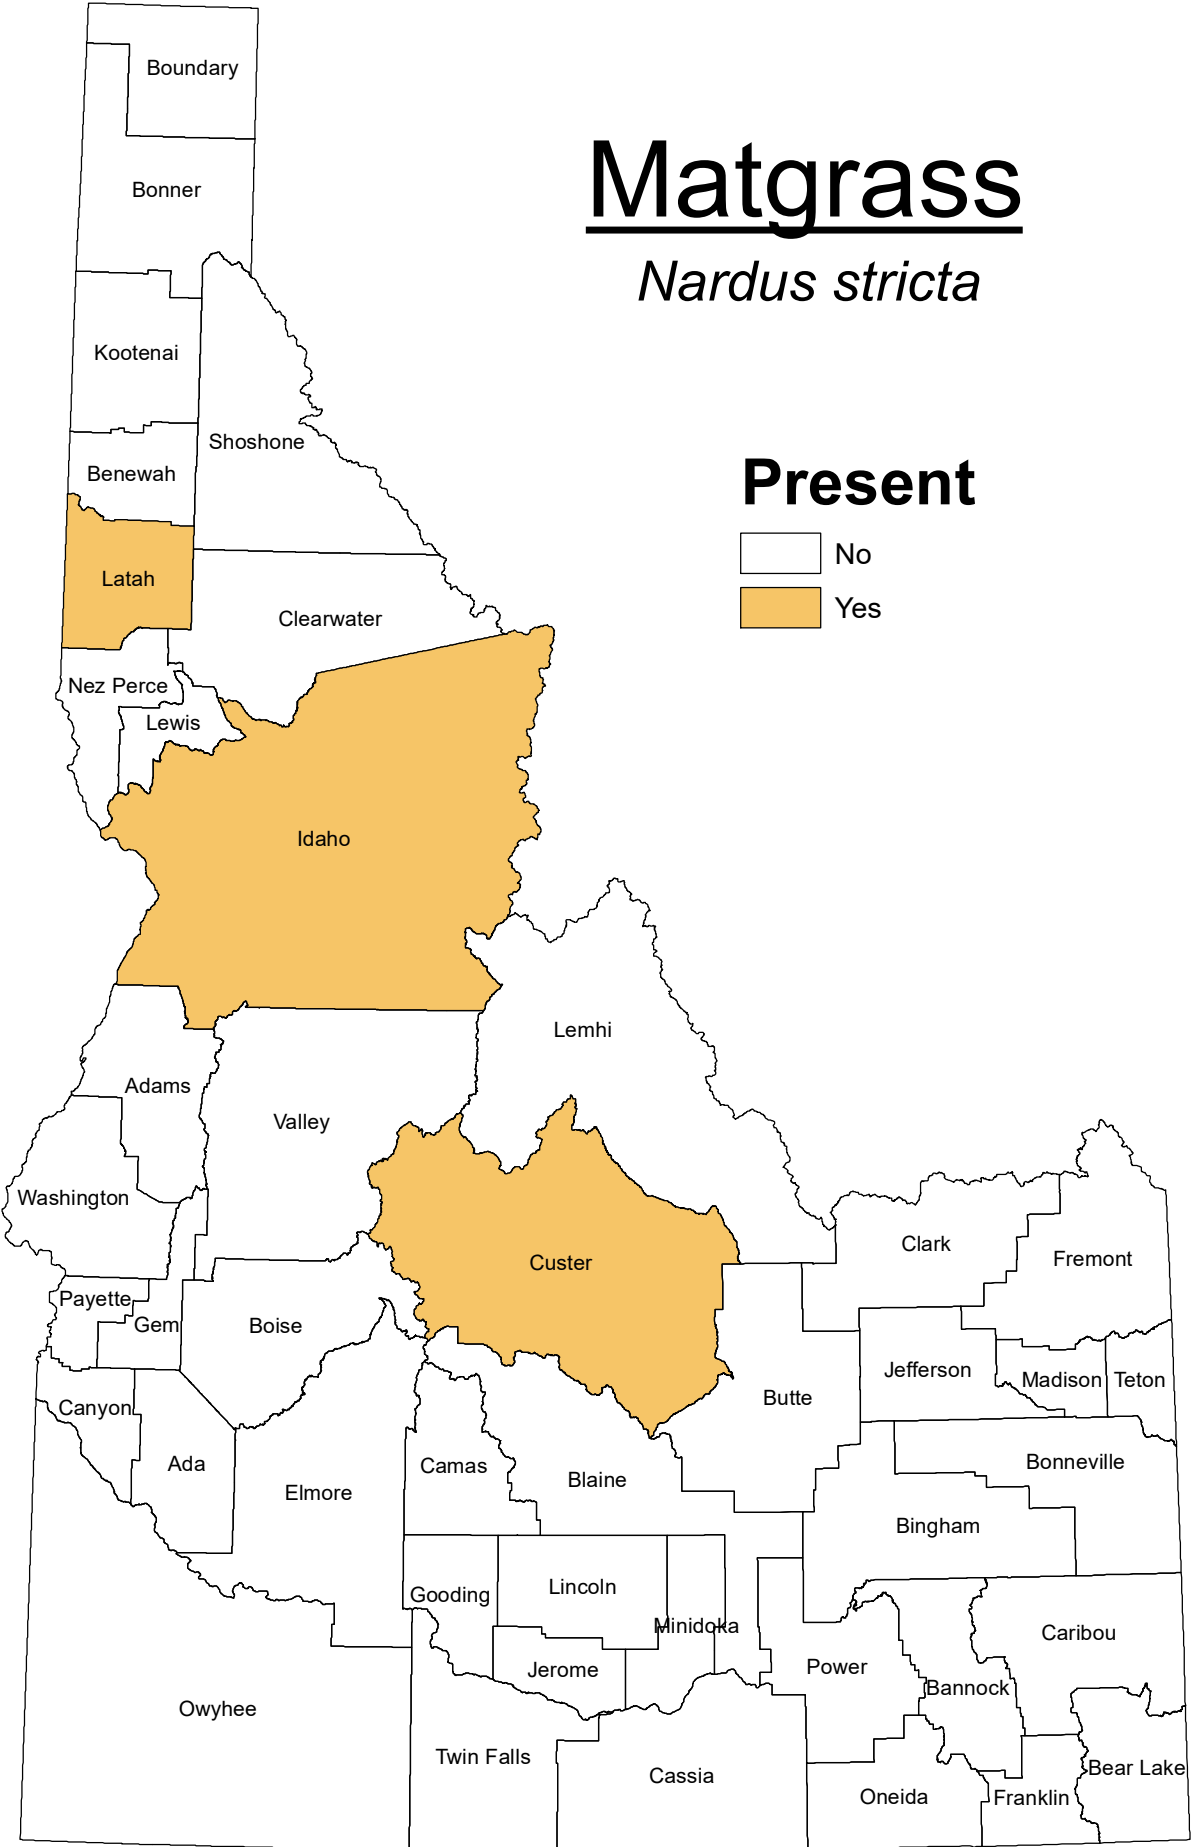 Boundary
Matgrass
Bonner
Nardus stricta
Kootenai
Shoshone
Benewah
Present
No
Latah
Yes
Clearwater
Nez Perce
Lewis
Idaho
Lemhi
Adams
Valley
Washington
Clark
Fremont
Custer
Payette
Gem
Boise
Jefferson
Madison
Teton
Butte
Canyon
Ada
Camas
Blaine
Bonneville
Elmore
Bingham
Gooding
Lincoln
Minidoka
Caribou
Jerome
Power
Bannock
Owyhee
Twin Falls
Cassia
Bear Lake
Oneida
Franklin